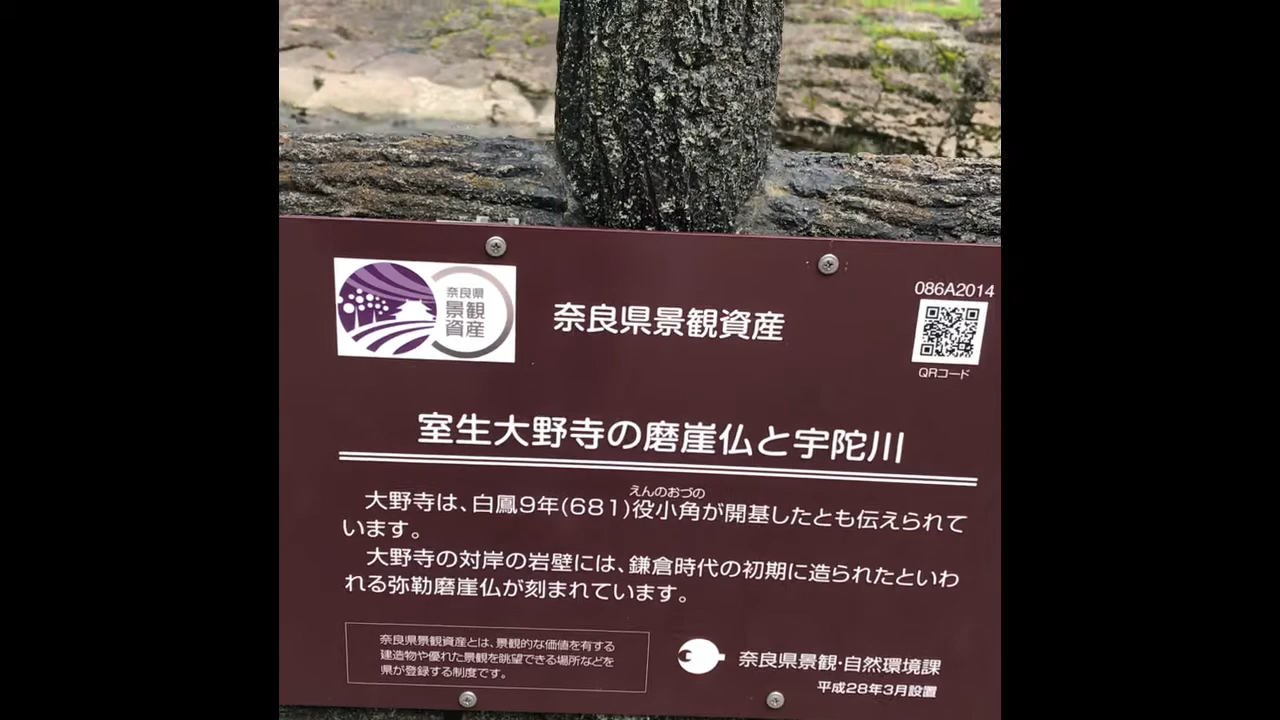 奈良県
景観
資産
奈良県景観資産
086A2014
QRコード
室生大野寺の磨崖仏と宇陀川
えんのおづの
大野寺は、白鳳9年(681)役小角が開基したとも伝えられて
います。
大野寺の対岸の岩壁には、鎌倉時代の初期に造られたといわ
れる弥勒磨崖仏が刻まれています。
奈良県景観資産とは、景観的な価値を有する
建造物や優れた景観を眺望できる場所などを
県が登録する制度です。
奈良県景観・自然環境課
平成28年3月設置